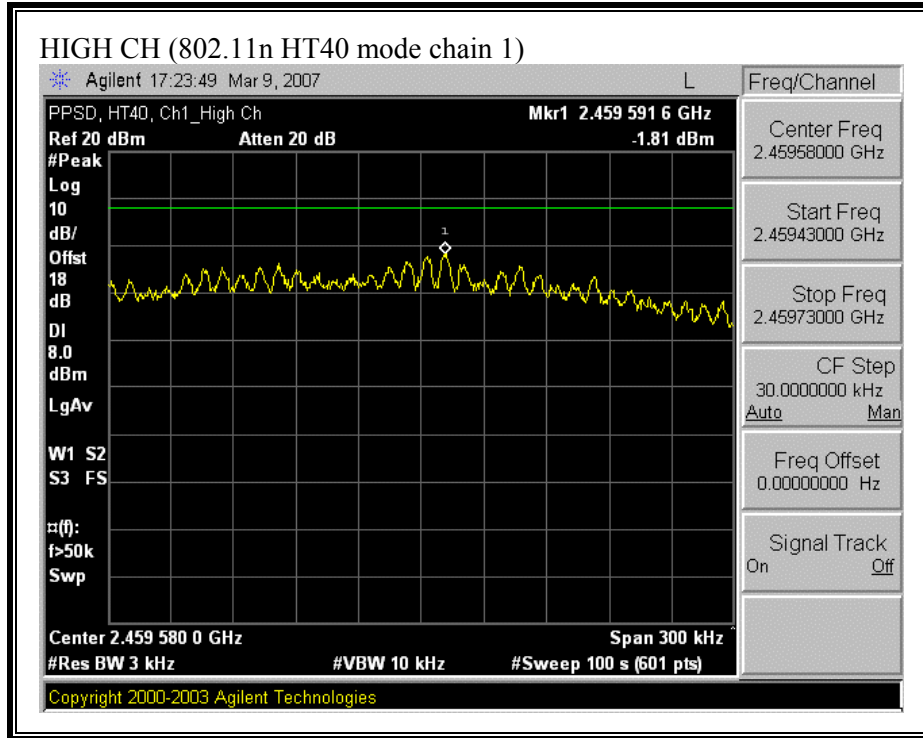 HIGH CH (802.11n HT40 mode chain 1)
Agilent 17:23:49 Mar 9, 2007 L
Freq/Channel
PPSD, HT40, Ch1_High Ch Mkr1 2.459 591 6 GHz
Ref 20 dBm Atten 20 dB -1.81 dBm
#Peak
Log
10
dB/
Offst
18
dB
DI
8.0
dBm
LgAv
W1 S2
S3 FS
¤(f):
f>50k
Swp
1
Center 2.459 580 0 GHz Span 300 kHz
#Res BW 3 kHz #VBW 10 kHz #Sweep 100 s (601 pts)
Center Freq
2.45958000 GHz
Start Freq
2.45943000 GHz
Stop Freq
2.45973000 GHz
CF Step
30.0000000 kHz
Auto Man
Freq Offset
0.00000000 Hz
Signal Track
On Off
Copyright 2000-2003 Agilent Technologies